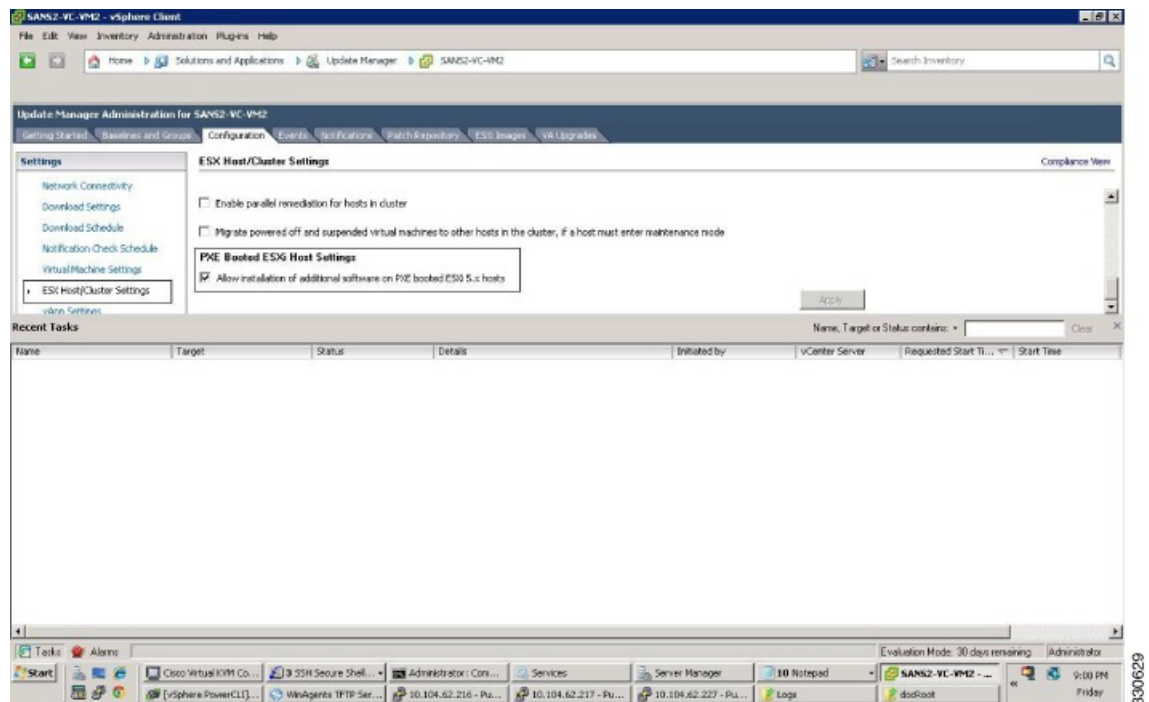 SANS2-VC-VM2 - vSphere Client
File Edit View Inventory Administration Plug-ins Help
Home Solutions and Applications Update Manager SANS2-VC-VM2 Search Inventory
Update Manager Administration for SANS2-VC-VM2
Getting Started Baselines and Groups Configuration Events Notifications Patch Repository ESXi Images VA Upgrades
Settings
Network Connectivity
Download Settings
Download Schedule
Notification Check Schedule
Virtual Machine Settings
ESX Host/Cluster Settings
vApp Settings
ESX Host/Cluster Settings
Compliance View
Enable parallel remediation for hosts in cluster
Migrate powered off and suspended virtual machines to other hosts in the cluster, if a host must enter maintenance mode
PXE Booted ESXi Host Settings
Allow installation of additional software on PXE booted ESXi 5.x hosts
Apply
Recent Tasks
Name, Target or Status contains: Clear
Name Target Status Details Initiated by vCenter Server Requested Start Ti... Start Time
Tasks Alarms Evaluation Mode: 30 days remaining Administrator
Start Cisco Virtual KVM Co... 3 SSH Secure Shell... Administrator: Com... Services Server Manager 10 Notepad SANS2-VC-VM2 - ... 9:00 PM
[vSphere PowerCLI]... WinAgents TFTP Ser... 10.104.62.216 - Pu... 10.104.62.217 - Pu... 10.104.62.227 - Pu... Logs docRoot Friday
330629